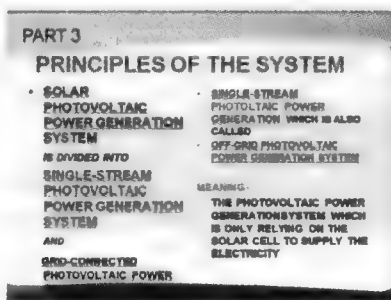 PART 3
PRINCIPLES OF THE SYSTEM
• SOLAR
PHOTOVOLTAIC
POWER GENERATION
SYSTEM
IS DIVIDED INTO
SINGLE-STREAM
PHOTOVOLTAIC
POWER GENERATION
SYSTEM
AND
GRID-CONNECTED
PHOTOVOLTAIC POWER
• SINGLE-STREAM
PHOTOLTAIC POWER
GENERATION WHICH IS ALSO
CALLED
• OFF-GRID PHOTOVOLTAIC
POWER GENERATION SYSTEM
MEANING-
THE PHOTOVOLTAIC POWER
GENERATIONSYSTEM WHICH
IS ONLY RELYING ON THE
SOLAR CELL TO SUPPLY THE
ELECTRICITY